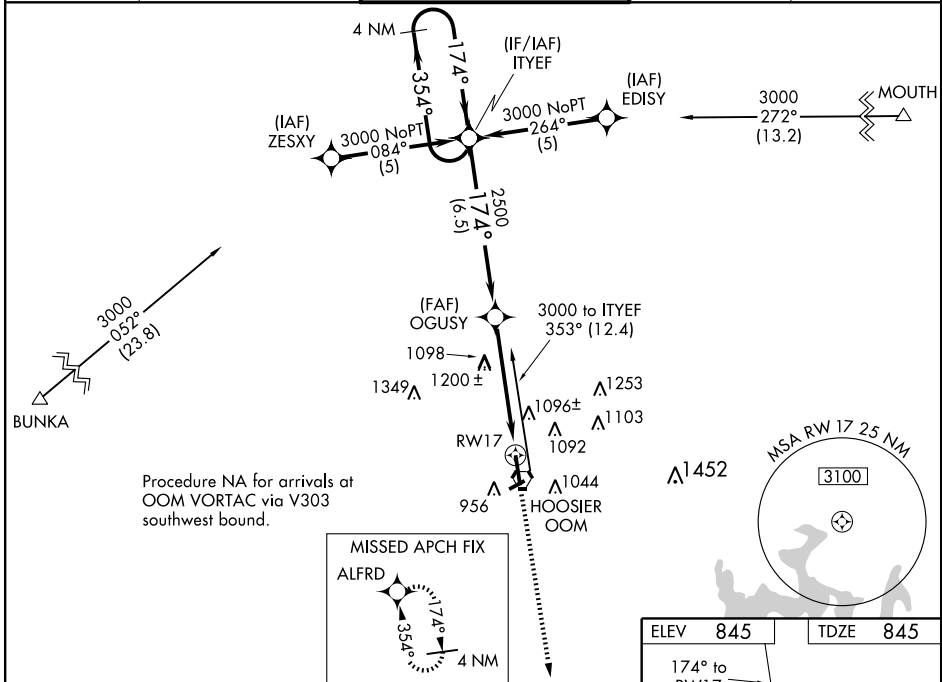 4 NM
174°
354°
(IF/IAF)
ITYEF
(IAF)
EDISY
MOUTH
3000
272°
(13.2)
3000 NoPT
264°
(5)
(IAF)
ZESXY
3000 NoPT
084°
(5)
2500
174°
(6.5)
3000
052°
(23.8)
BUNKA
(FAF)
OGUSY
3000 to ITYEF
353° (12.4)
1098
1200 ±
1349
1253
1096±
1103
1092
RW17
1452
956
1044
HOOSIER
OOM
Procedure NA for arrivals at
OOM VORTAC via V303
southwest bound.
MSA RW 17 25 NM
3100
MISSED APCH FIX
ALFRD
174°
354°
4 NM
ELEV 845
TDZE 845
174° to
RW17